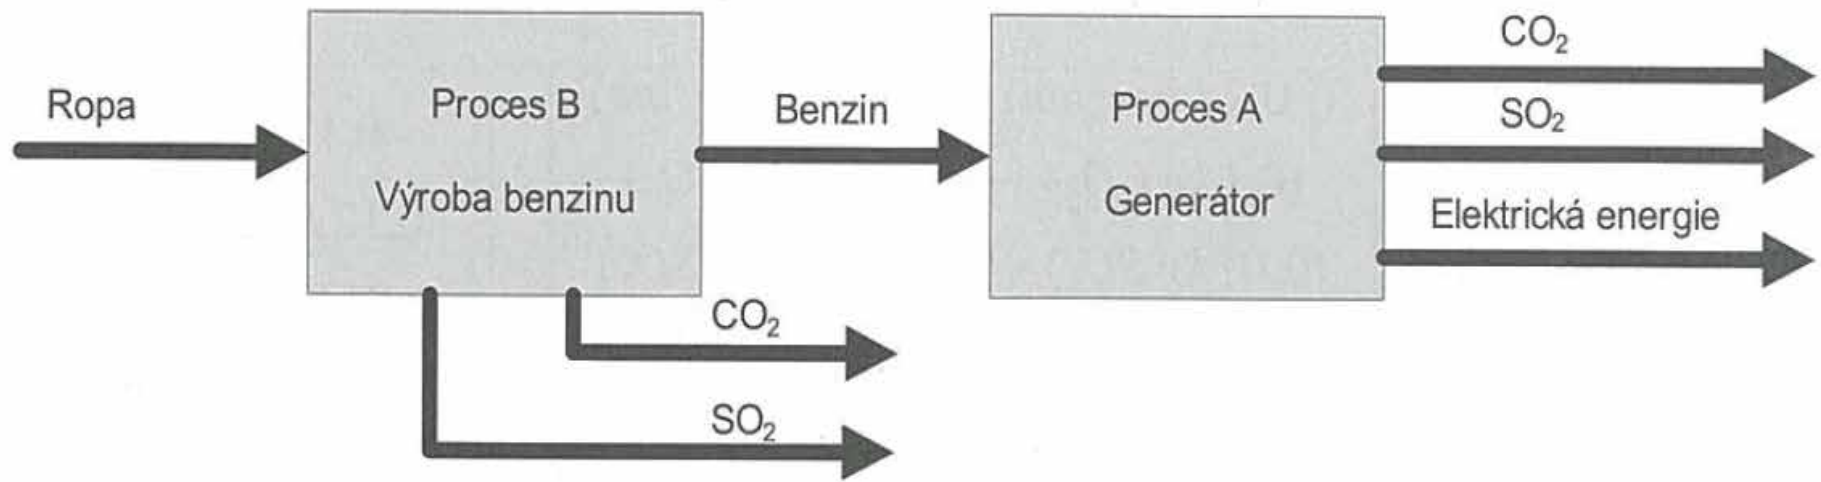 Ropa
Proces B
Výroba benzinu
Benzin
Proces A
Generátor
CO₂
SO₂
Elektrická energie
CO₂
SO₂